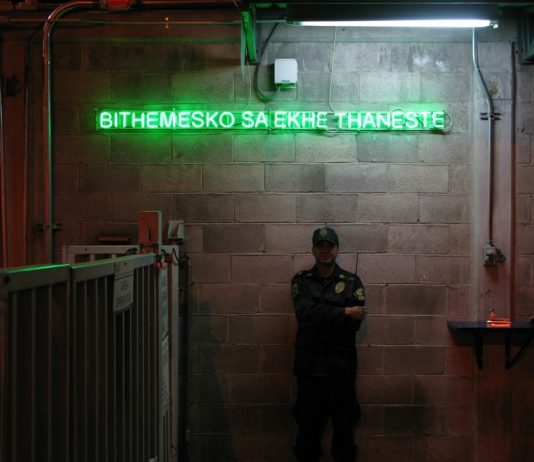 BITHEMESKO SA EKHE THANESTE